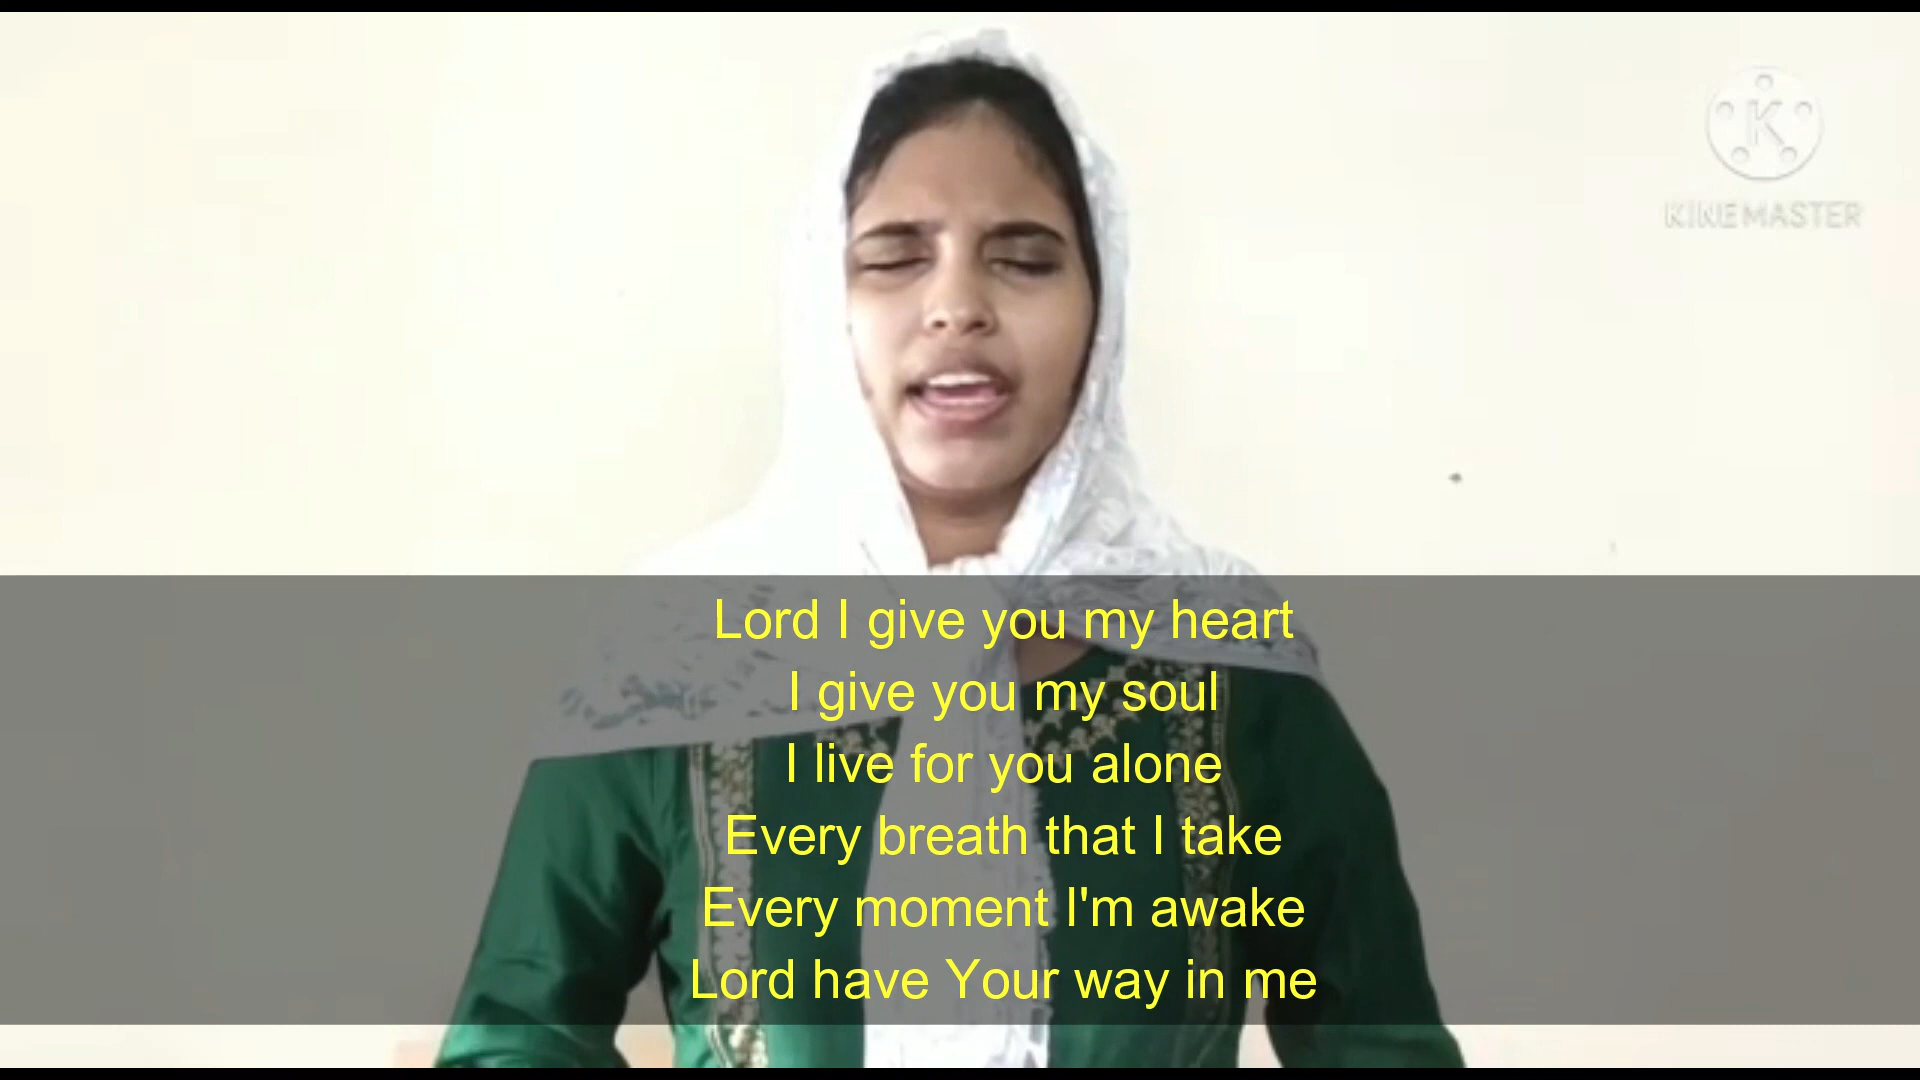 K
KINEMASTER
Lord I give you my heart
I give you my soul
I live for you alone
Every breath that I take
Every moment I'm awake
Lord have Your way in me